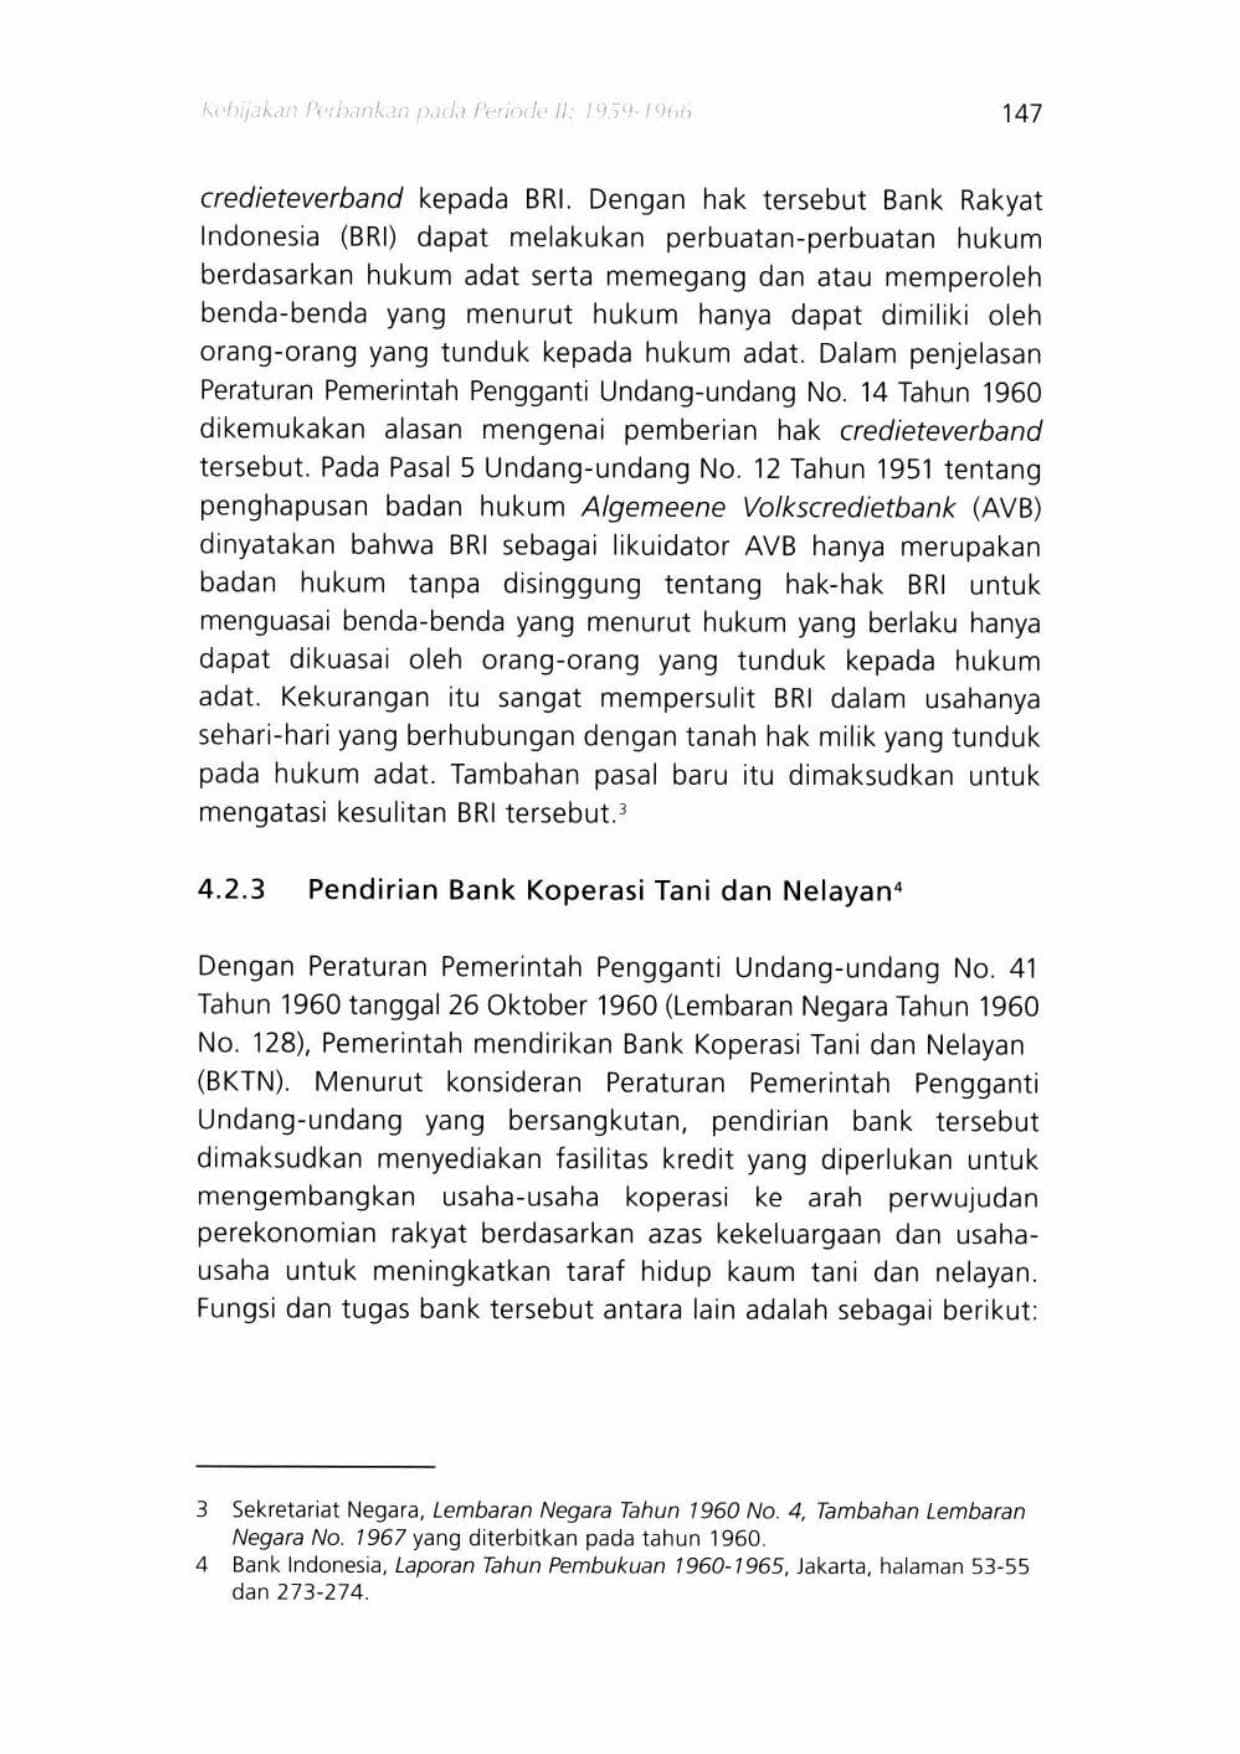 Kebijakan Perbankan pada Periode II: 1959-1966 147
credieteverband kepada BRI. Dengan hak tersebut Bank Rakyat
Indonesia (BRI) dapat melakukan perbuatan-perbuatan hukum
berdasarkan hukum adat serta memegang dan atau memperoleh
benda-benda yang menurut hukum hanya dapat dimiliki oleh
orang-orang yang tunduk kepada hukum adat. Dalam penjelasan
Peraturan Pemerintah Pengganti Undang-undang No. 14 Tahun 1960
dikemukakan alasan mengenai pemberian hak credieteverband
tersebut. Pada Pasal 5 Undang-undang No. 12 Tahun 1951 tentang
penghapusan badan hukum Algemeene Volkscredietbank (AVB)
dinyatakan bahwa BRI sebagai likuidator AVB hanya merupakan
badan hukum tanpa disinggung tentang hak-hak BRI untuk
menguasai benda-benda yang menurut hukum yang berlaku hanya
dapat dikuasai oleh orang-orang yang tunduk kepada hukum
adat. Kekurangan itu sangat mempersulit BRI dalam usahanya
sehari-hari yang berhubungan dengan tanah hak milik yang tunduk
pada hukum adat. Tambahan pasal baru itu dimaksudkan untuk
mengatasi kesulitan BRI tersebut.³
4.2.3 Pendirian Bank Koperasi Tani dan Nelayan⁴
Dengan Peraturan Pemerintah Pengganti Undang-undang No. 41
Tahun 1960 tanggal 26 Oktober 1960 (Lembaran Negara Tahun 1960
No. 128), Pemerintah mendirikan Bank Koperasi Tani dan Nelayan
(BKTN). Menurut konsideran Peraturan Pemerintah Pengganti
Undang-undang yang bersangkutan, pendirian bank tersebut
dimaksudkan menyediakan fasilitas kredit yang diperlukan untuk
mengembangkan usaha-usaha koperasi ke arah perwujudan
perekonomian rakyat berdasarkan azas kekeluargaan dan usaha-
usaha untuk meningkatkan taraf hidup kaum tani dan nelayan.
Fungsi dan tugas bank tersebut antara lain adalah sebagai berikut:
3 Sekretariat Negara, Lembaran Negara Tahun 1960 No. 4, Tambahan Lembaran
Negara No. 1967 yang diterbitkan pada tahun 1960.
4 Bank Indonesia, Laporan Tahun Pembukuan 1960-1965, Jakarta, halaman 53-55
dan 273-274.